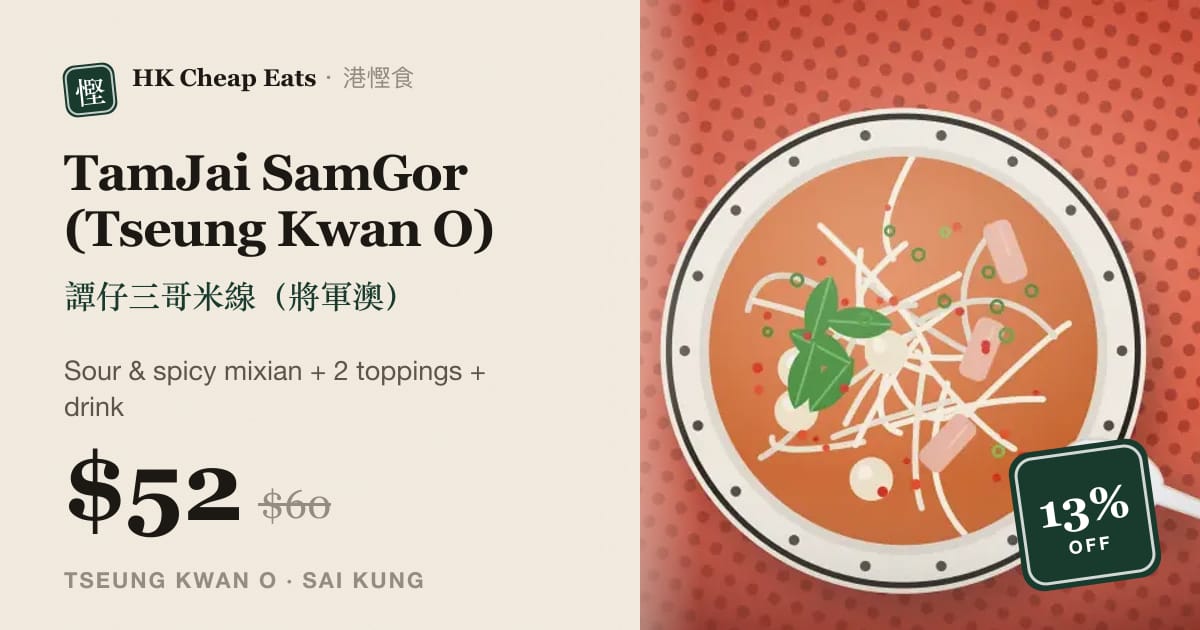 慳
HK Cheap Eats · 港慳食
TamJai SamGor
(Tseung Kwan O)
譚仔三哥米線（將軍澳）
Sour & spicy mixian + 2 toppings +
drink
$52 $60
TSEUNG KWAN O · SAI KUNG
13%
OFF